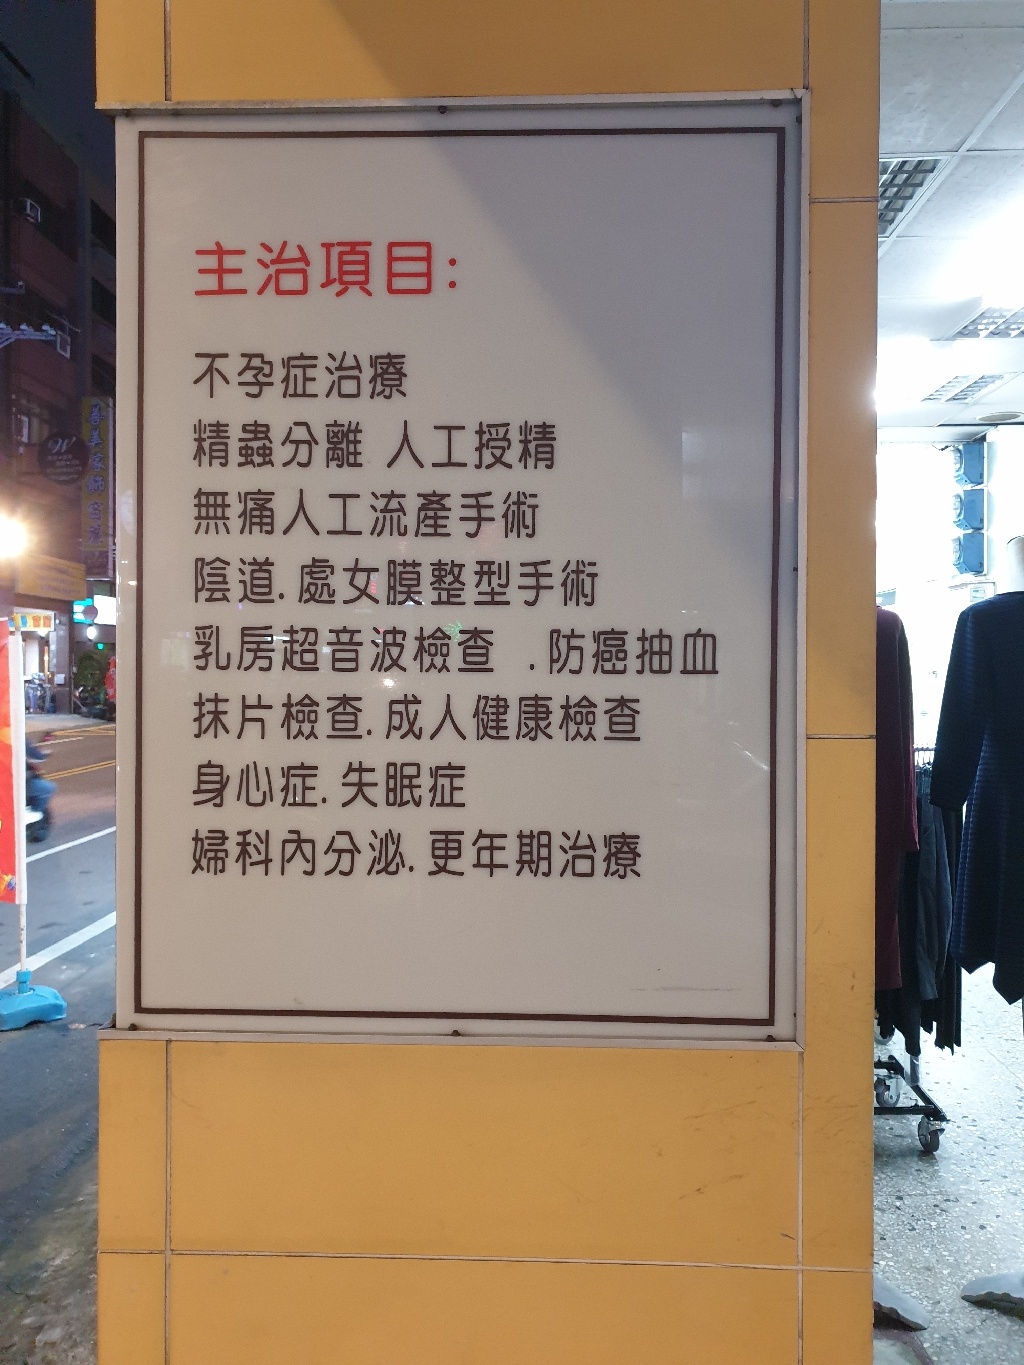 主治項目:
不孕症治療
精蟲分離 人工授精
無痛人工流產手術
陰道.處女膜整型手術
乳房超音波檢查 .防癌抽血
抹片檢查.成人健康檢查
身心症.失眠症
婦科內分泌.更年期治療
W